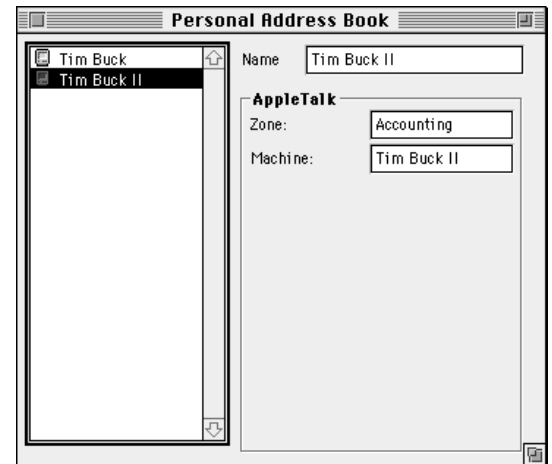 Personal Address Book
Tim Buck
Tim Buck II
Name Tim Buck II
AppleTalk
Zone: Accounting
Machine: Tim Buck II